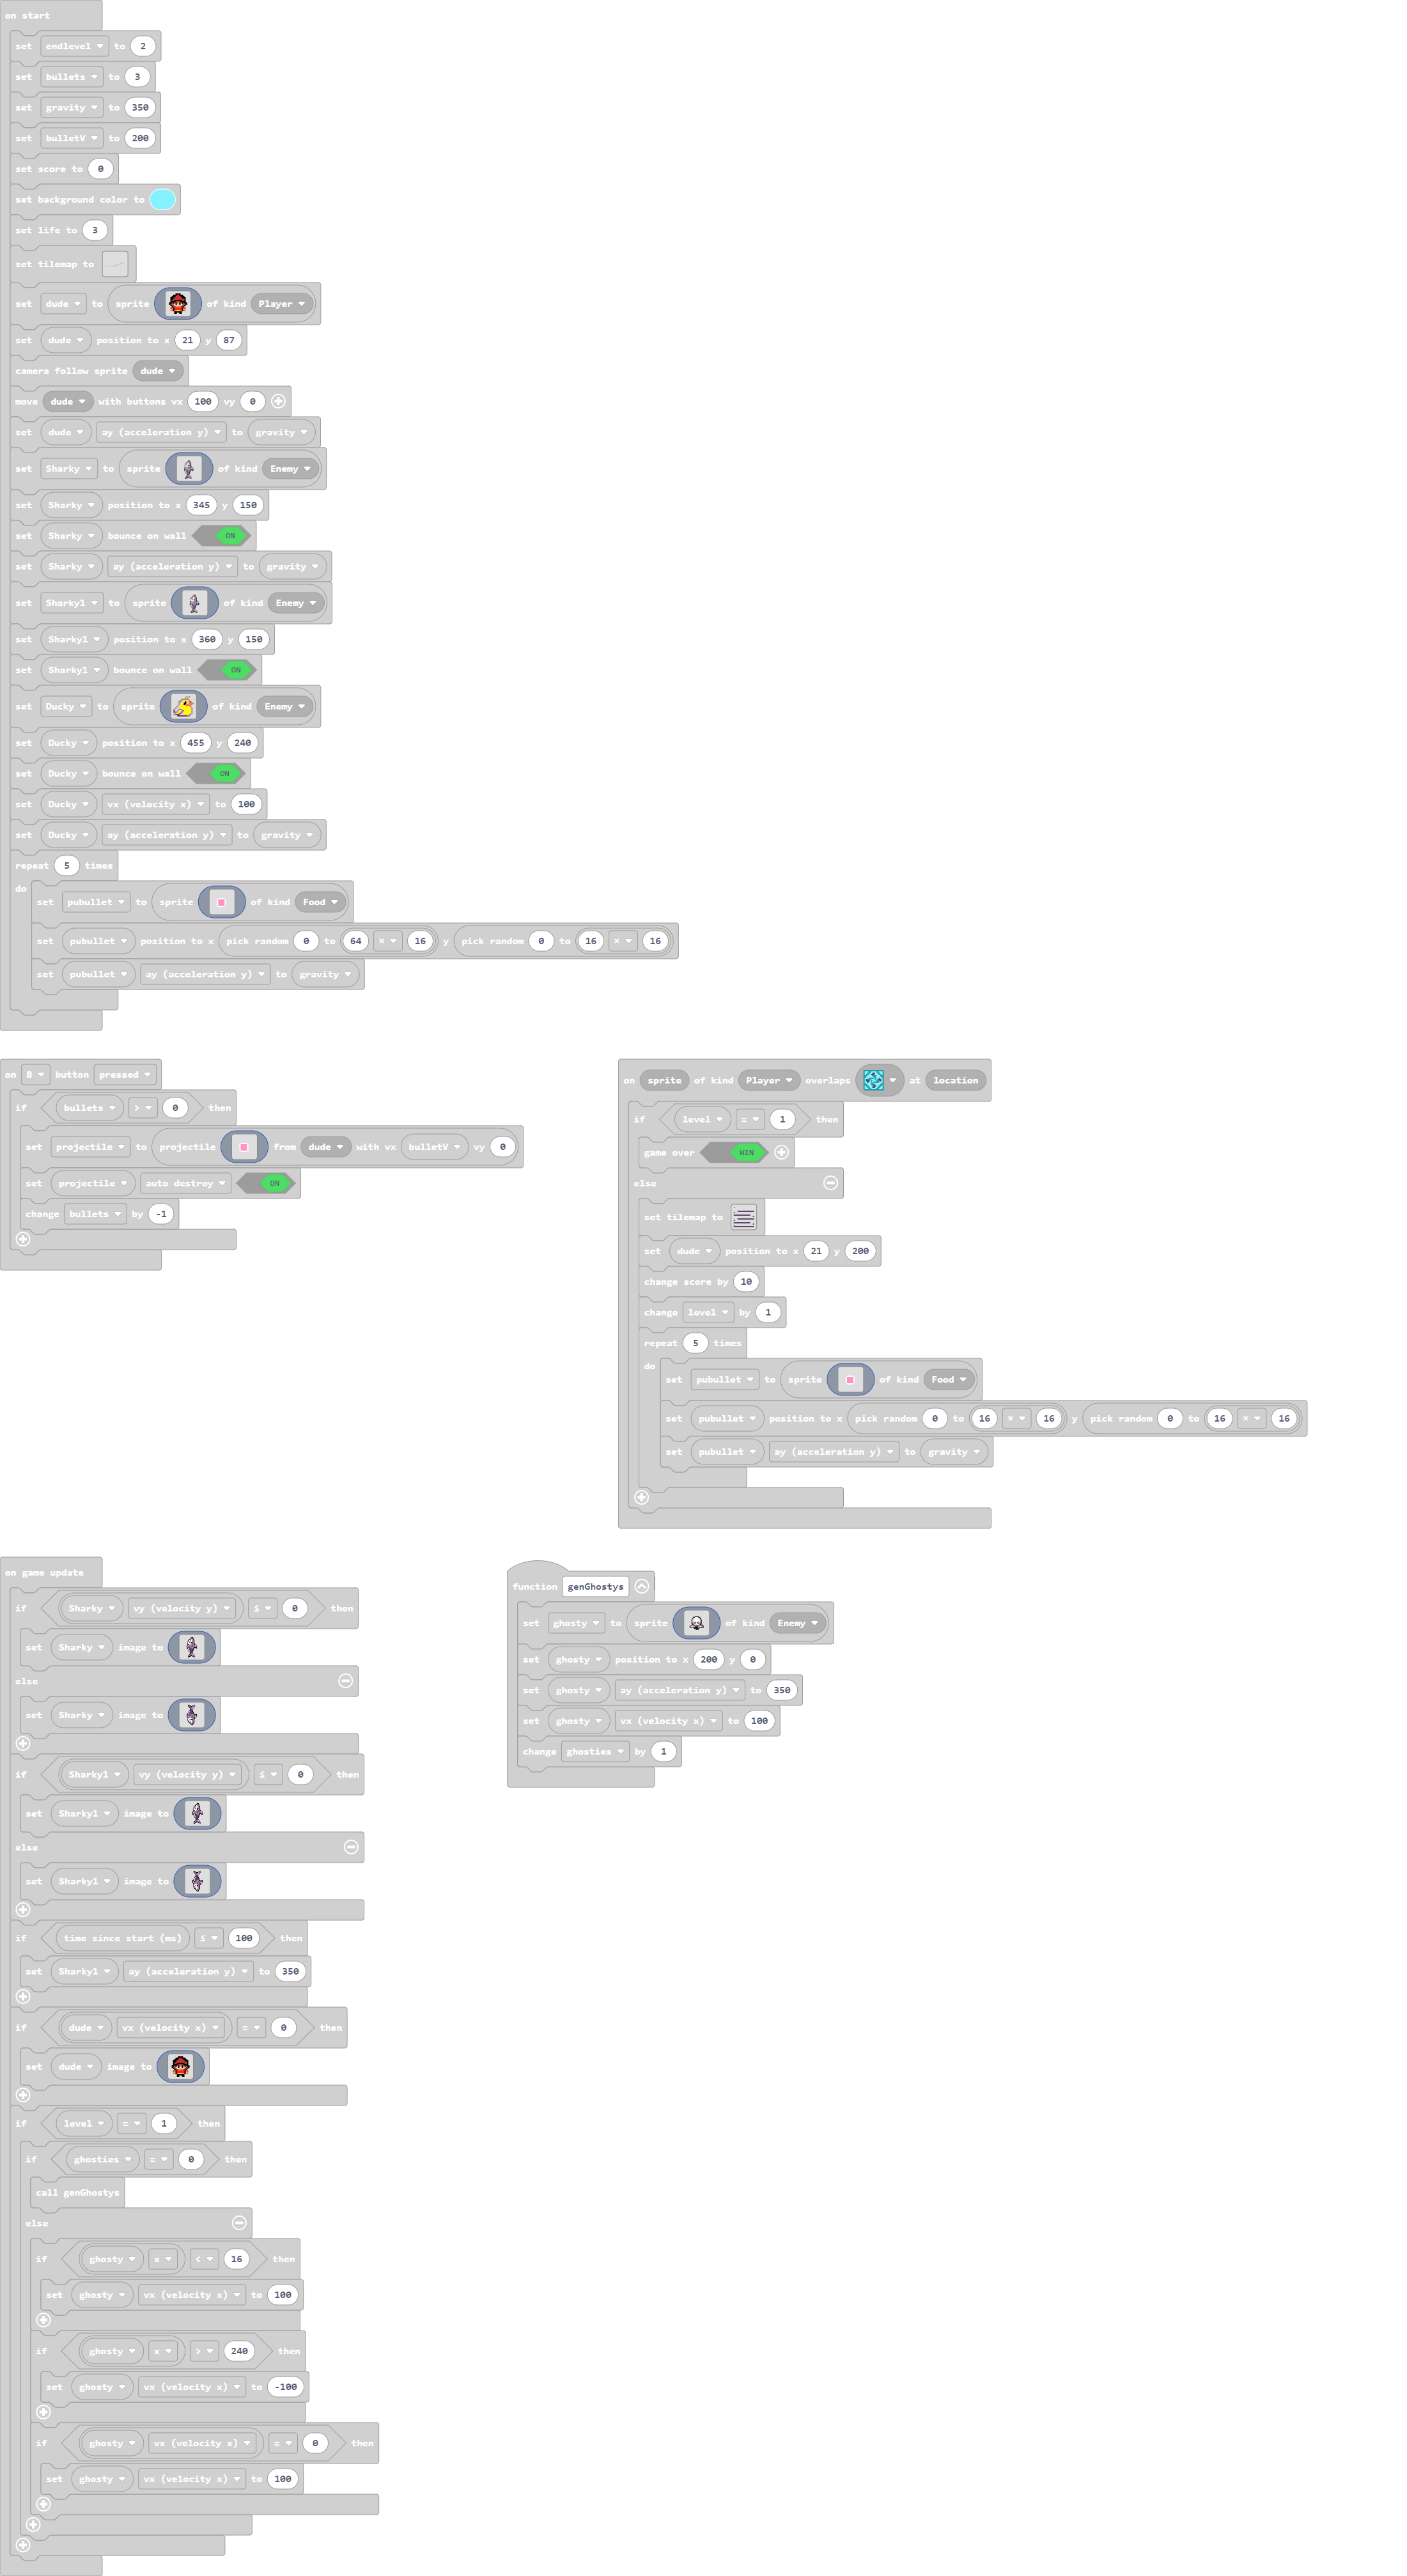 on start
set endlevel to 2
set bullets to 3
set gravity to 350
set bulletV to 200
set score to 0
set background color to
set life to 3
set tilemap to
set dude to sprite of kind Player
set dude position to x 21 y 87
camera follow sprite dude
move dude with buttons vx 100 vy 0
set dude ay (acceleration y) to gravity
set Sharky to sprite of kind Enemy
set Sharky position to x 345 y 150
set Sharky bounce on wall ON
set Sharky ay (acceleration y) to gravity
set Sharky1 to sprite of kind Enemy
set Sharky1 position to x 360 y 150
set Sharky1 bounce on wall ON
set Ducky to sprite of kind Enemy
set Ducky position to x 455 y 240
set Ducky bounce on wall ON
set Ducky vx (velocity x) to 100
set Ducky ay (acceleration y) to gravity
repeat 5 times
do
set pubullet to sprite of kind Food
set pubullet position to x pick random 0 to 64 × 16 y pick random 0 to 16 × 16
set pubullet ay (acceleration y) to gravity
on B button pressed
if bullets > 0 then
set projectile to projectile from dude with vx bulletV vy 0
set projectile auto destroy ON
change bullets by -1
on sprite of kind Player overlaps at location
if level = 1 then
game over WIN
else
set tilemap to
set dude position to x 21 y 200
change score by 10
change level by 1
repeat 5 times
do
set pubullet to sprite of kind Food
set pubullet position to x pick random 0 to 16 × 16 y pick random 0 to 16 × 16
set pubullet ay (acceleration y) to gravity
on game update
if Sharky vy (velocity y) ≤ 0 then
set Sharky image to
else
set Sharky image to
if Sharky1 vy (velocity y) ≤ 0 then
set Sharky1 image to
else
set Sharky1 image to
if time since start (ms) ≤ 100 then
set Sharky1 ay (acceleration y) to 350
if dude vx (velocity x) = 0 then
set dude image to
if level = 1 then
if ghosties = 0 then
call genGhostys
else
if ghosty x < 16 then
set ghosty vx (velocity x) to 100
if ghosty x > 240 then
set ghosty vx (velocity x) to -100
if ghosty vx (velocity x) = 0 then
set ghosty vx (velocity x) to 100
function genGhostys
set ghosty to sprite of kind Enemy
set ghosty position to x 200 y 0
set ghosty ay (acceleration y) to 350
set ghosty vx (velocity x) to 100
change ghosties by 1